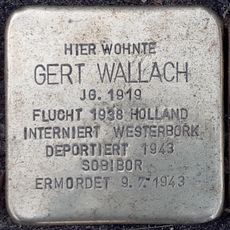 HIER WOHNTE
GERT WALLACH
JG. 1919
FLUCHT 1938 HOLLAND
INTERNIERT WESTERBORK
DEPORTIERT 1943
SOBIBOR
ERMORDET 9.7.1943